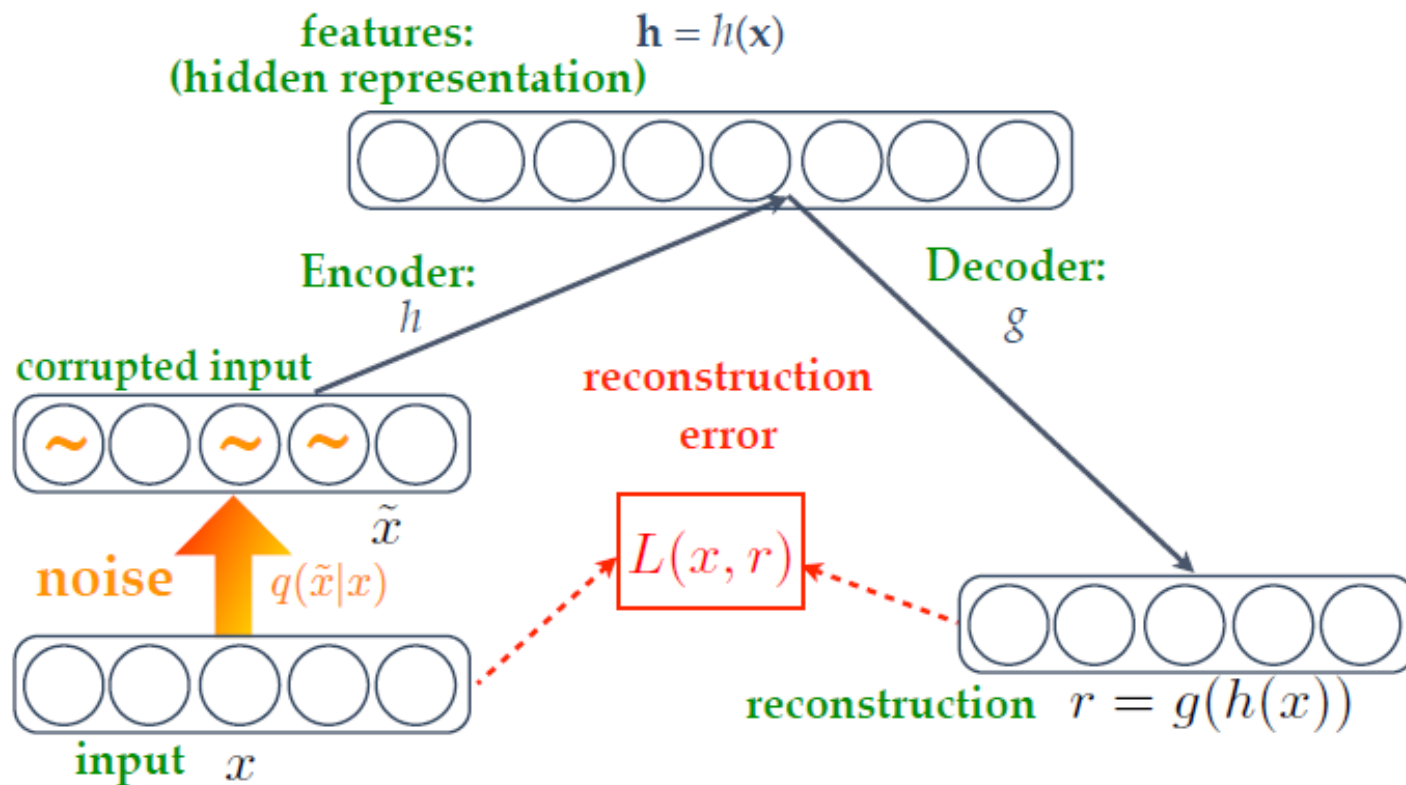 features: h = h(x)
(hidden representation)
Encoder:
h
Decoder:
g
corrupted input
~ ~ ~
x̃
reconstruction
error
noise q(x̃|x)
L(x, r)
input x
reconstruction r = g(h(x))